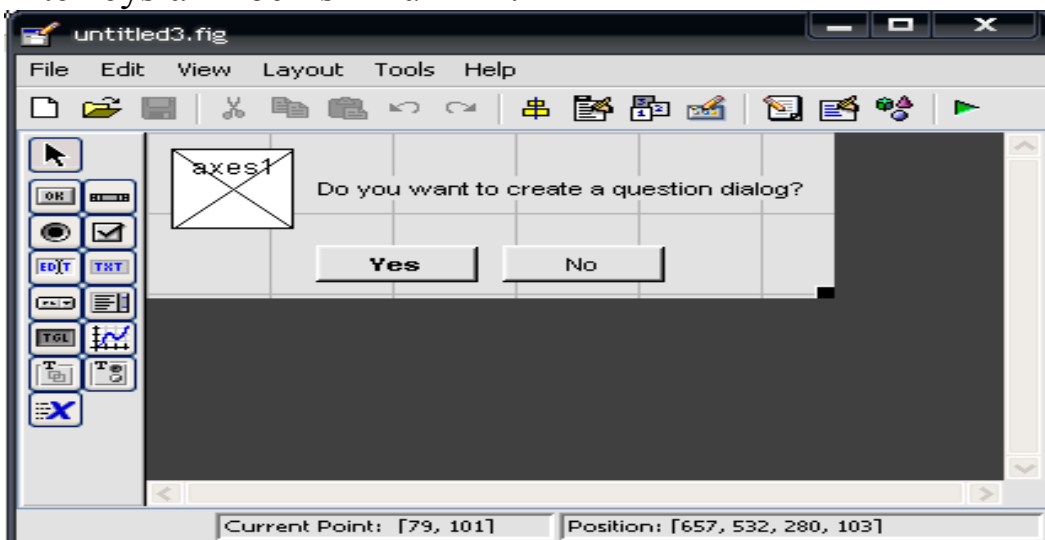 untitled3.fig
File Edit View Layout Tools Help
axes1
Do you want to create a question dialog?
OK
EDIT TXT
Yes No
TGL
Current Point: [79, 101] Position: [657, 532, 280, 103]